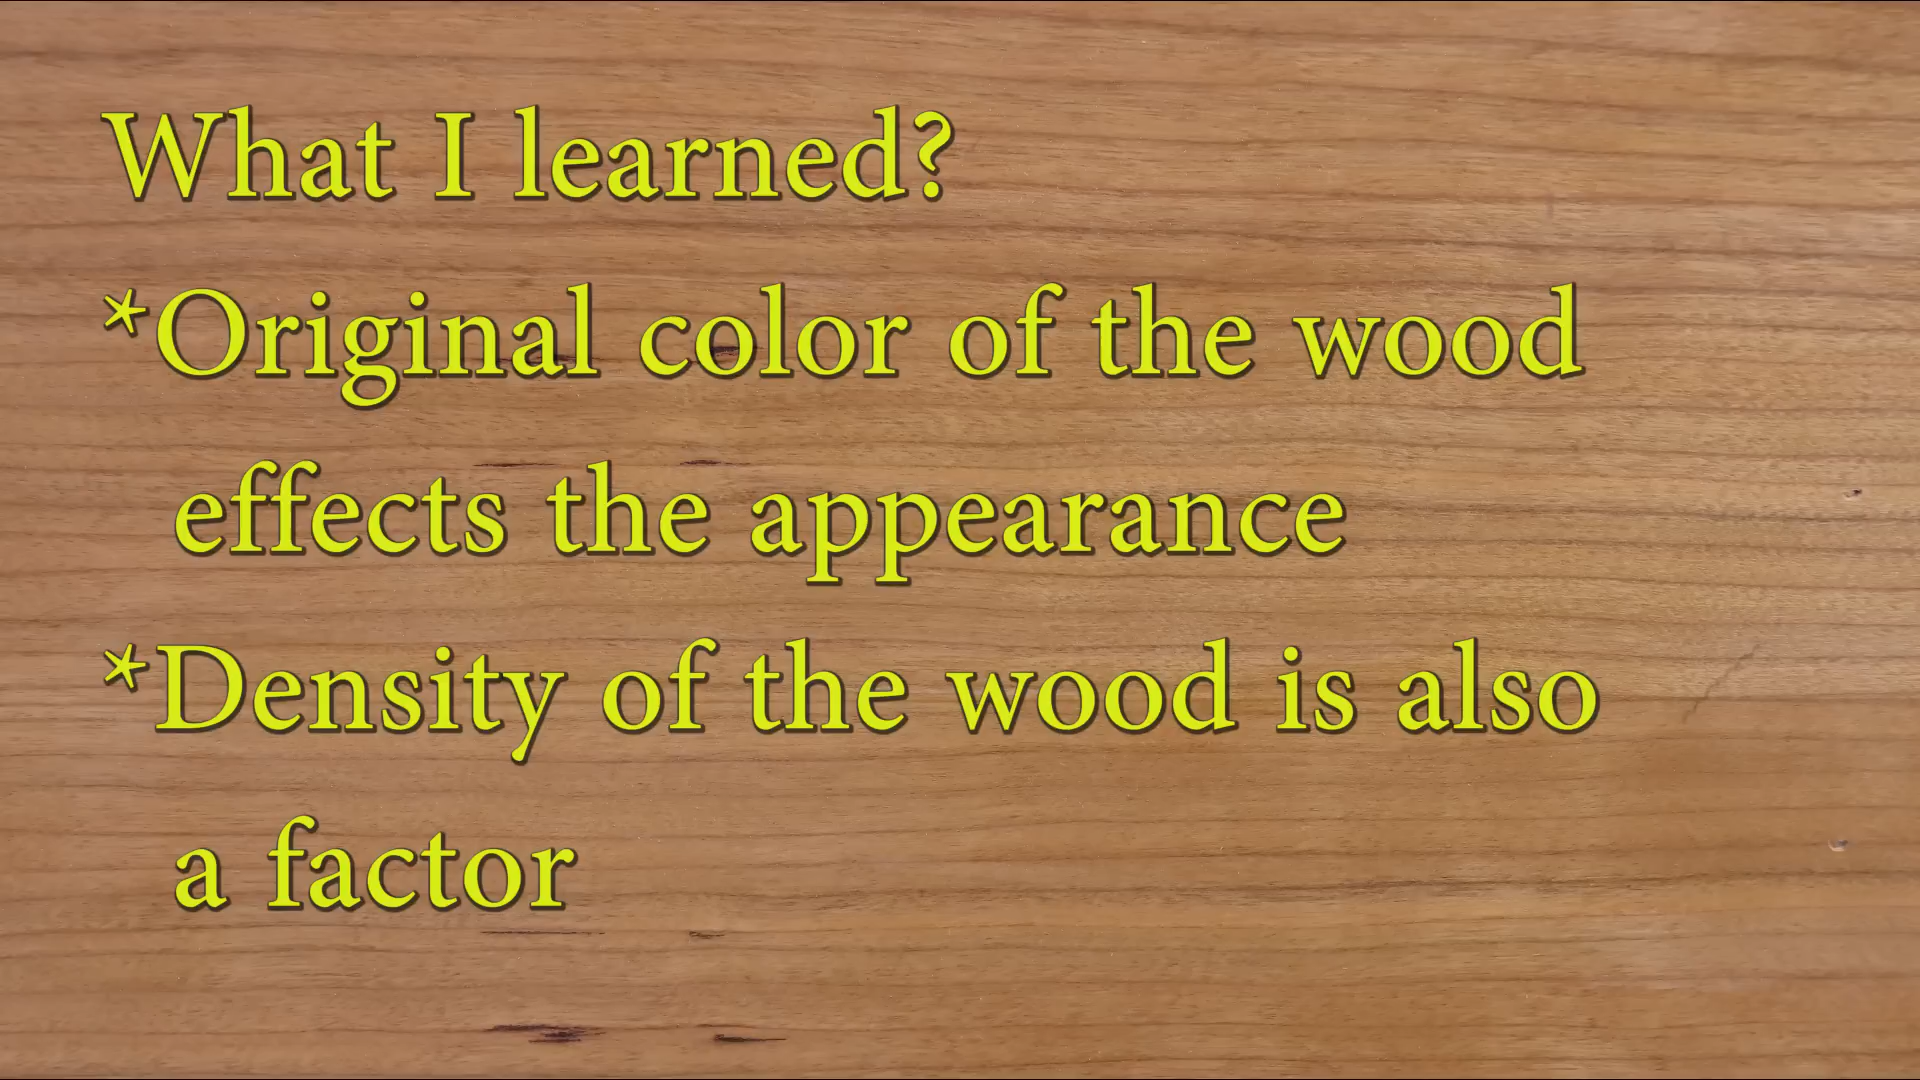 What I learned?
*Original color of the wood
effects the appearance
*Density of the wood is also
a factor